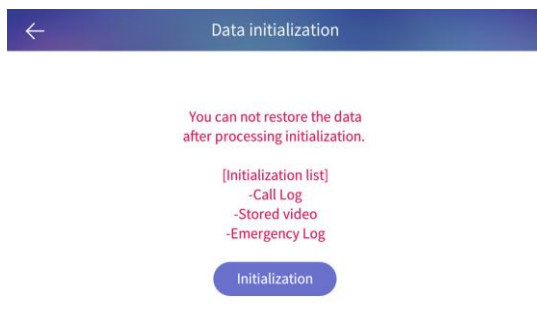 Data initialization
You can not restore the data
after processing initialization.
[Initialization list]
-Call Log
-Stored video
-Emergency Log
Initialization